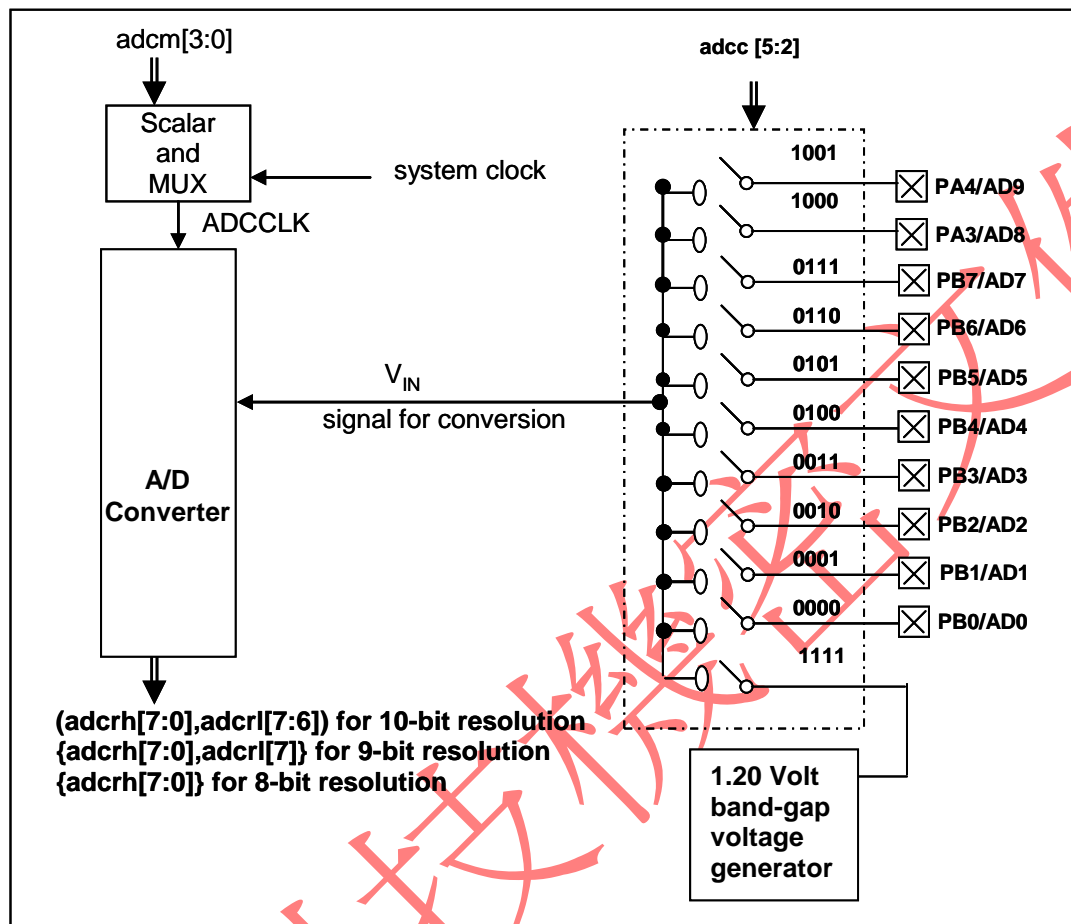 adcm[3:0]
Scalar
and
MUX
system clock
ADCCLK
A/D
Converter
V_IN
signal for conversion
(adcrh[7:0],adcrl[7:6]) for 10-bit resolution
{adcrh[7:0],adcrl[7]} for 9-bit resolution
{adcrh[7:0]} for 8-bit resolution
adcc [5:2]
1001
PA4/AD9
1000
PA3/AD8
0111
PB7/AD7
0110
PB6/AD6
0101
PB5/AD5
0100
PB4/AD4
0011
PB3/AD3
0010
PB2/AD2
0001
PB1/AD1
0000
PB0/AD0
1111
1.20 Volt
band-gap
voltage
generator